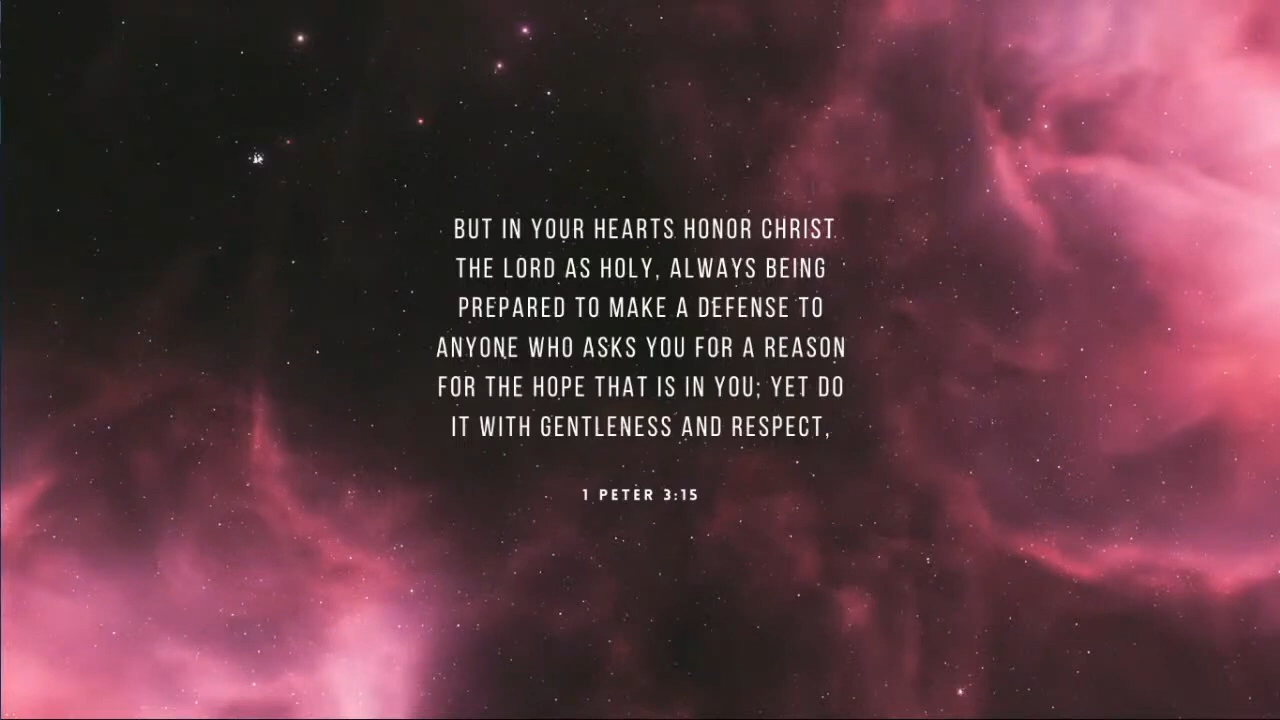 BUT IN YOUR HEARTS HONOR CHRIST
THE LORD AS HOLY, ALWAYS BEING
PREPARED TO MAKE A DEFENSE TO
ANYONE WHO ASKS YOU FOR A REASON
FOR THE HOPE THAT IS IN YOU; YET DO
IT WITH GENTLENESS AND RESPECT,
1 PETER 3:15